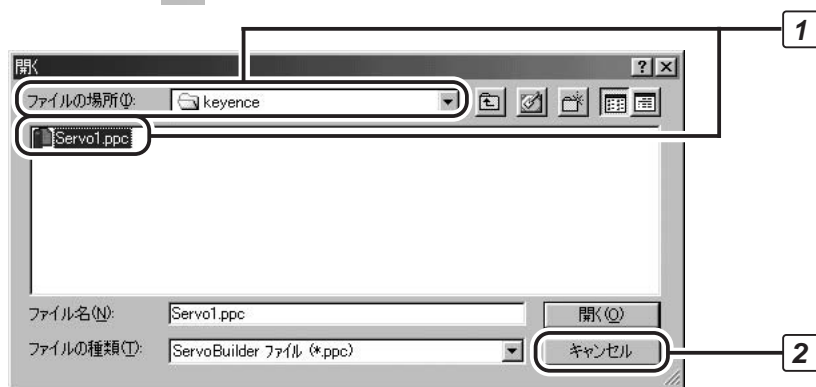 1
開く
ファイルの場所(I): keyence
Servo1.ppc
ファイル名(N): Servo1.ppc 開く(O)
ファイルの種類(T): ServoBuilder ファイル (*.ppc) キャンセル 2